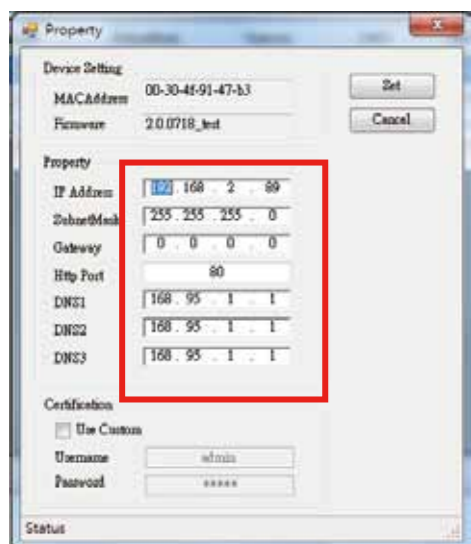 Property
Device Setting
MACAddress 00-30-4f-91-47-b3
Set
Firmware 2.0.0718_test
Cancel
Property
IP Address 192 . 168 . 2 . 89
SubnetMask 255 . 255 . 255 . 0
Gateway 0 . 0 . 0 . 0
Http Port 80
DNS1 168 . 95 . 1 . 1
DNS2 168 . 95 . 1 . 1
DNS3 168 . 95 . 1 . 1
Certification
Use Custom
Username admin
Password *****
Status